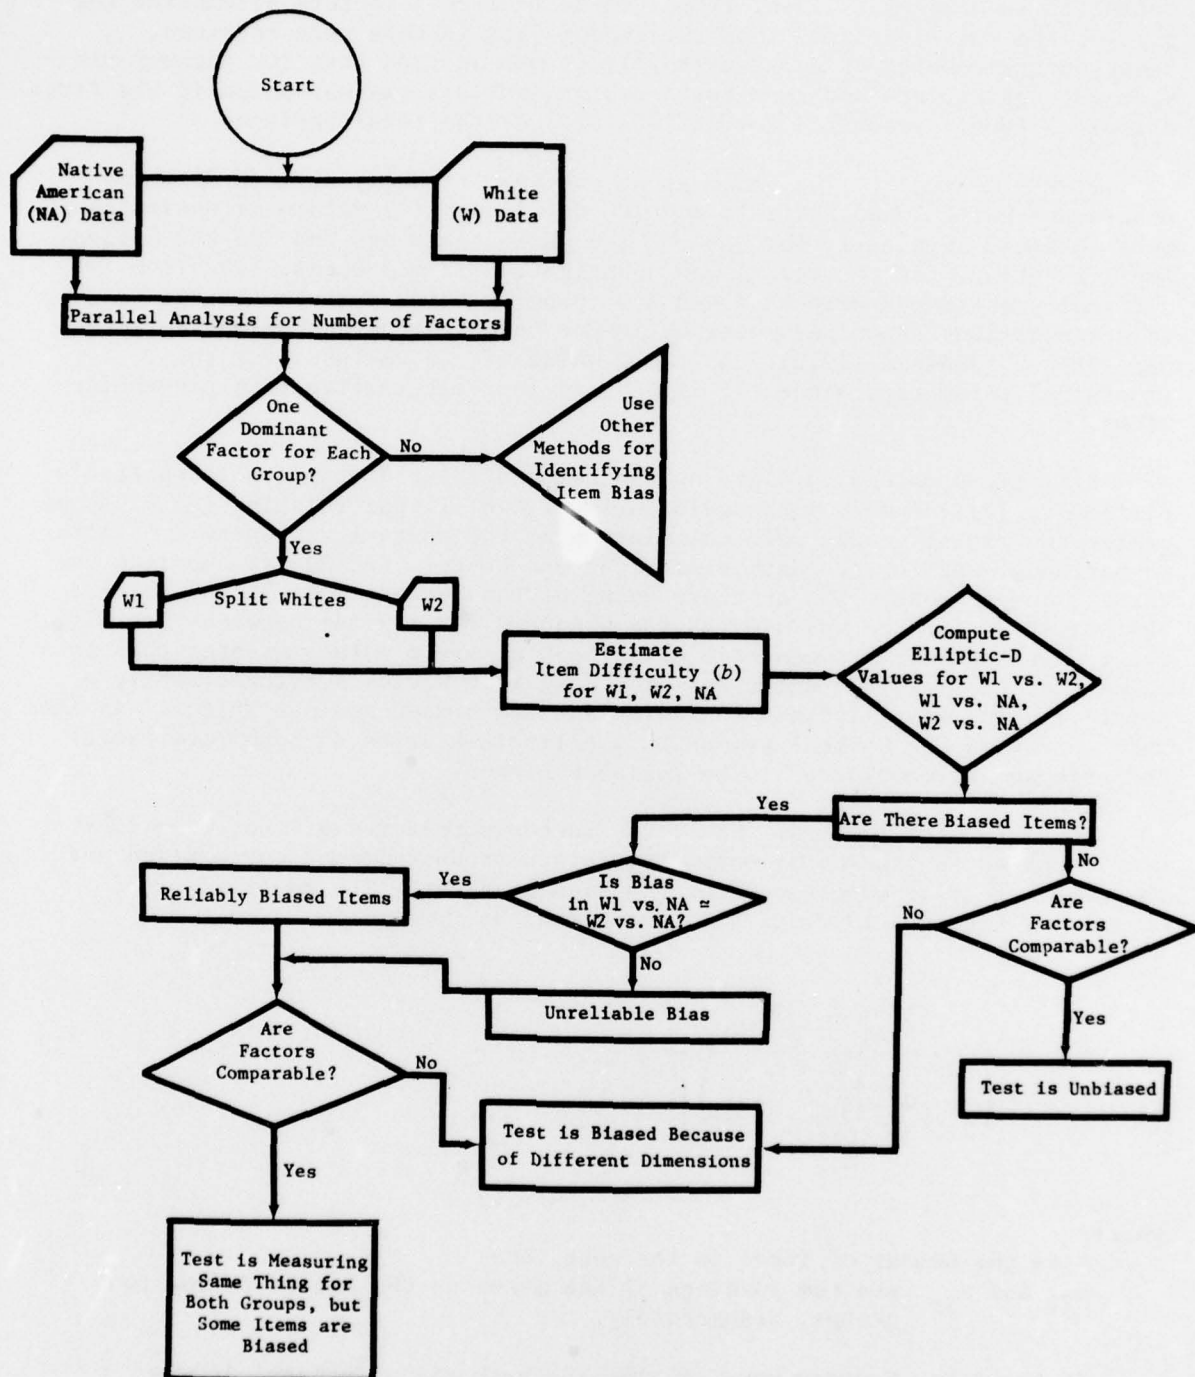 Start
Native
American
(NA) Data
White
(W) Data
Parallel Analysis for Number of Factors
One
Dominant
Factor for Each
Group?
No
Use
Other
Methods for
Identifying
Item Bias
Yes
W1
Split Whites
W2
Estimate
Item Difficulty (b)
for W1, W2, NA
Compute
Elliptic-D
Values for W1 vs. W2,
W1 vs. NA,
W2 vs. NA
Are There Biased Items?
Yes
No
Is Bias
in W1 vs. NA ≃
W2 vs. NA?
Yes
Reliably Biased Items
No
Unreliable Bias
Are
Factors
Comparable?
No
Yes
Test is Unbiased
Are
Factors
Comparable?
No
Test is Biased Because
of Different Dimensions
Yes
Test is Measuring
Same Thing for
Both Groups, but
Some Items are
Biased